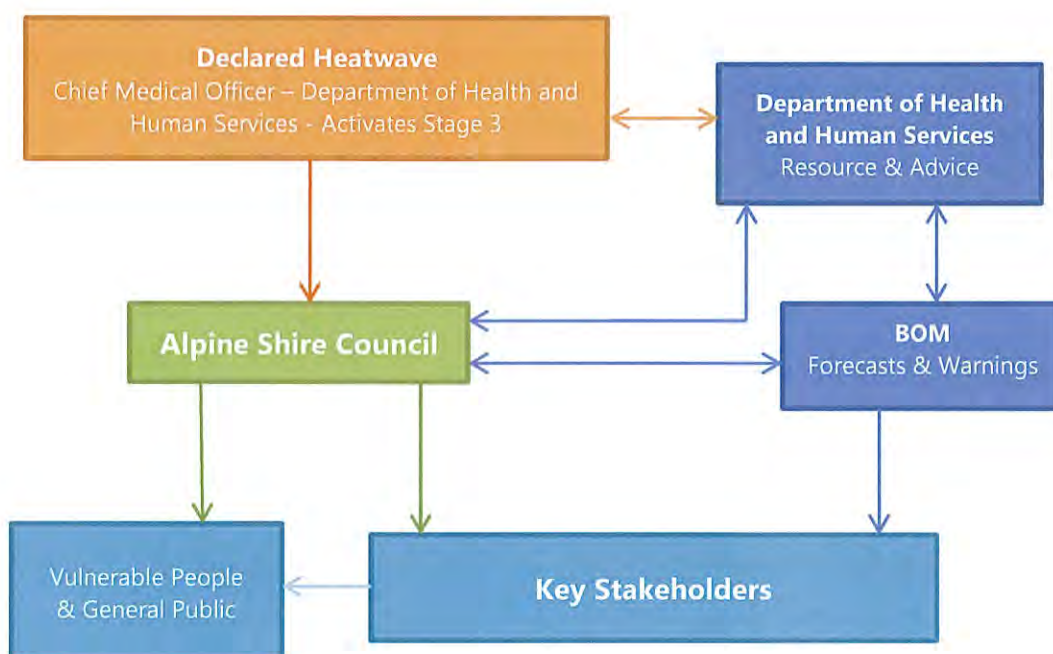 Declared Heatwave
Chief Medical Officer – Department of Health and
Human Services - Activates Stage 3
Department of Health
and Human Services
Resource & Advice
Alpine Shire Council
BOM
Forecasts & Warnings
Vulnerable People
& General Public
Key Stakeholders